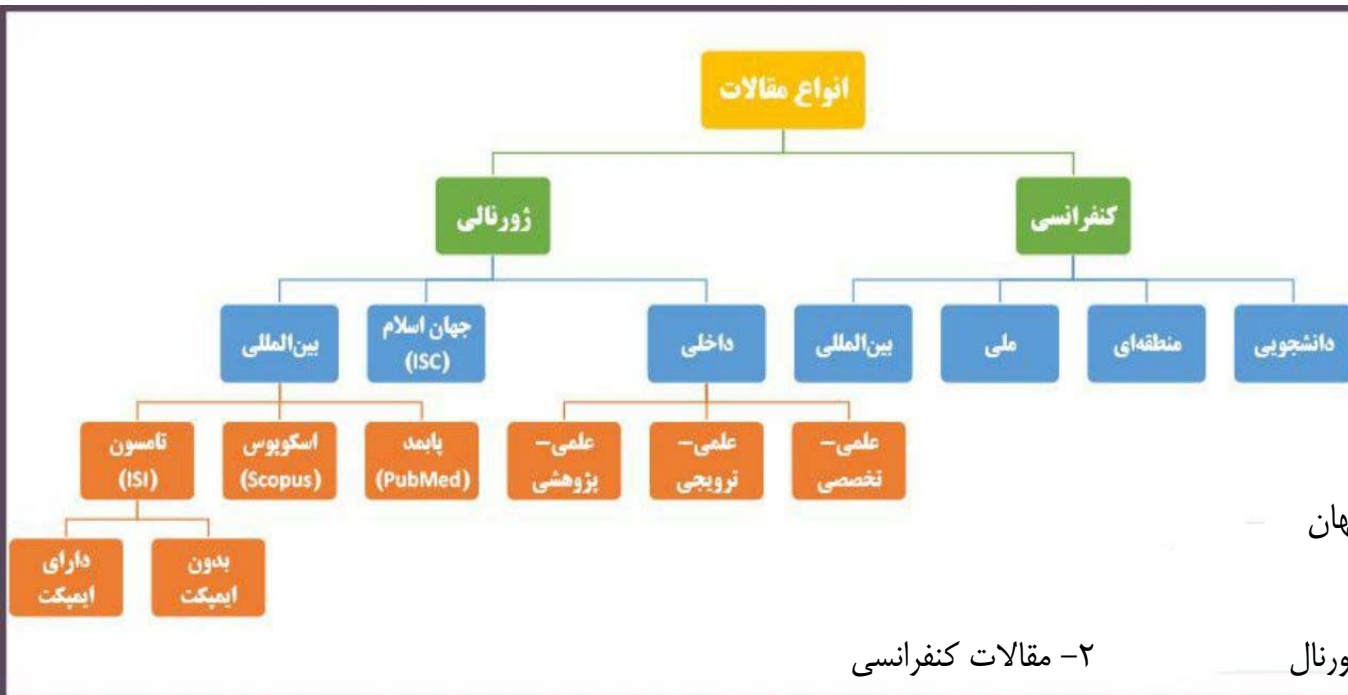 انواع مقالات
کنفرانسی
ژورنالی
دانشجویی
منطقه‌ای
ملی
بین‌المللی
داخلی
جهان اسلام
(ISC)
بین‌المللی
علمی–
تخصصی
علمی–
ترویجی
علمی–
پژوهشی
پابمد
(PubMed)
اسکوپوس
(Scopus)
تامسون
(ISI)
بدون
ایمپکت
دارای
ایمپکت
هان
ورنال ۲- مقالات کنفرانسی